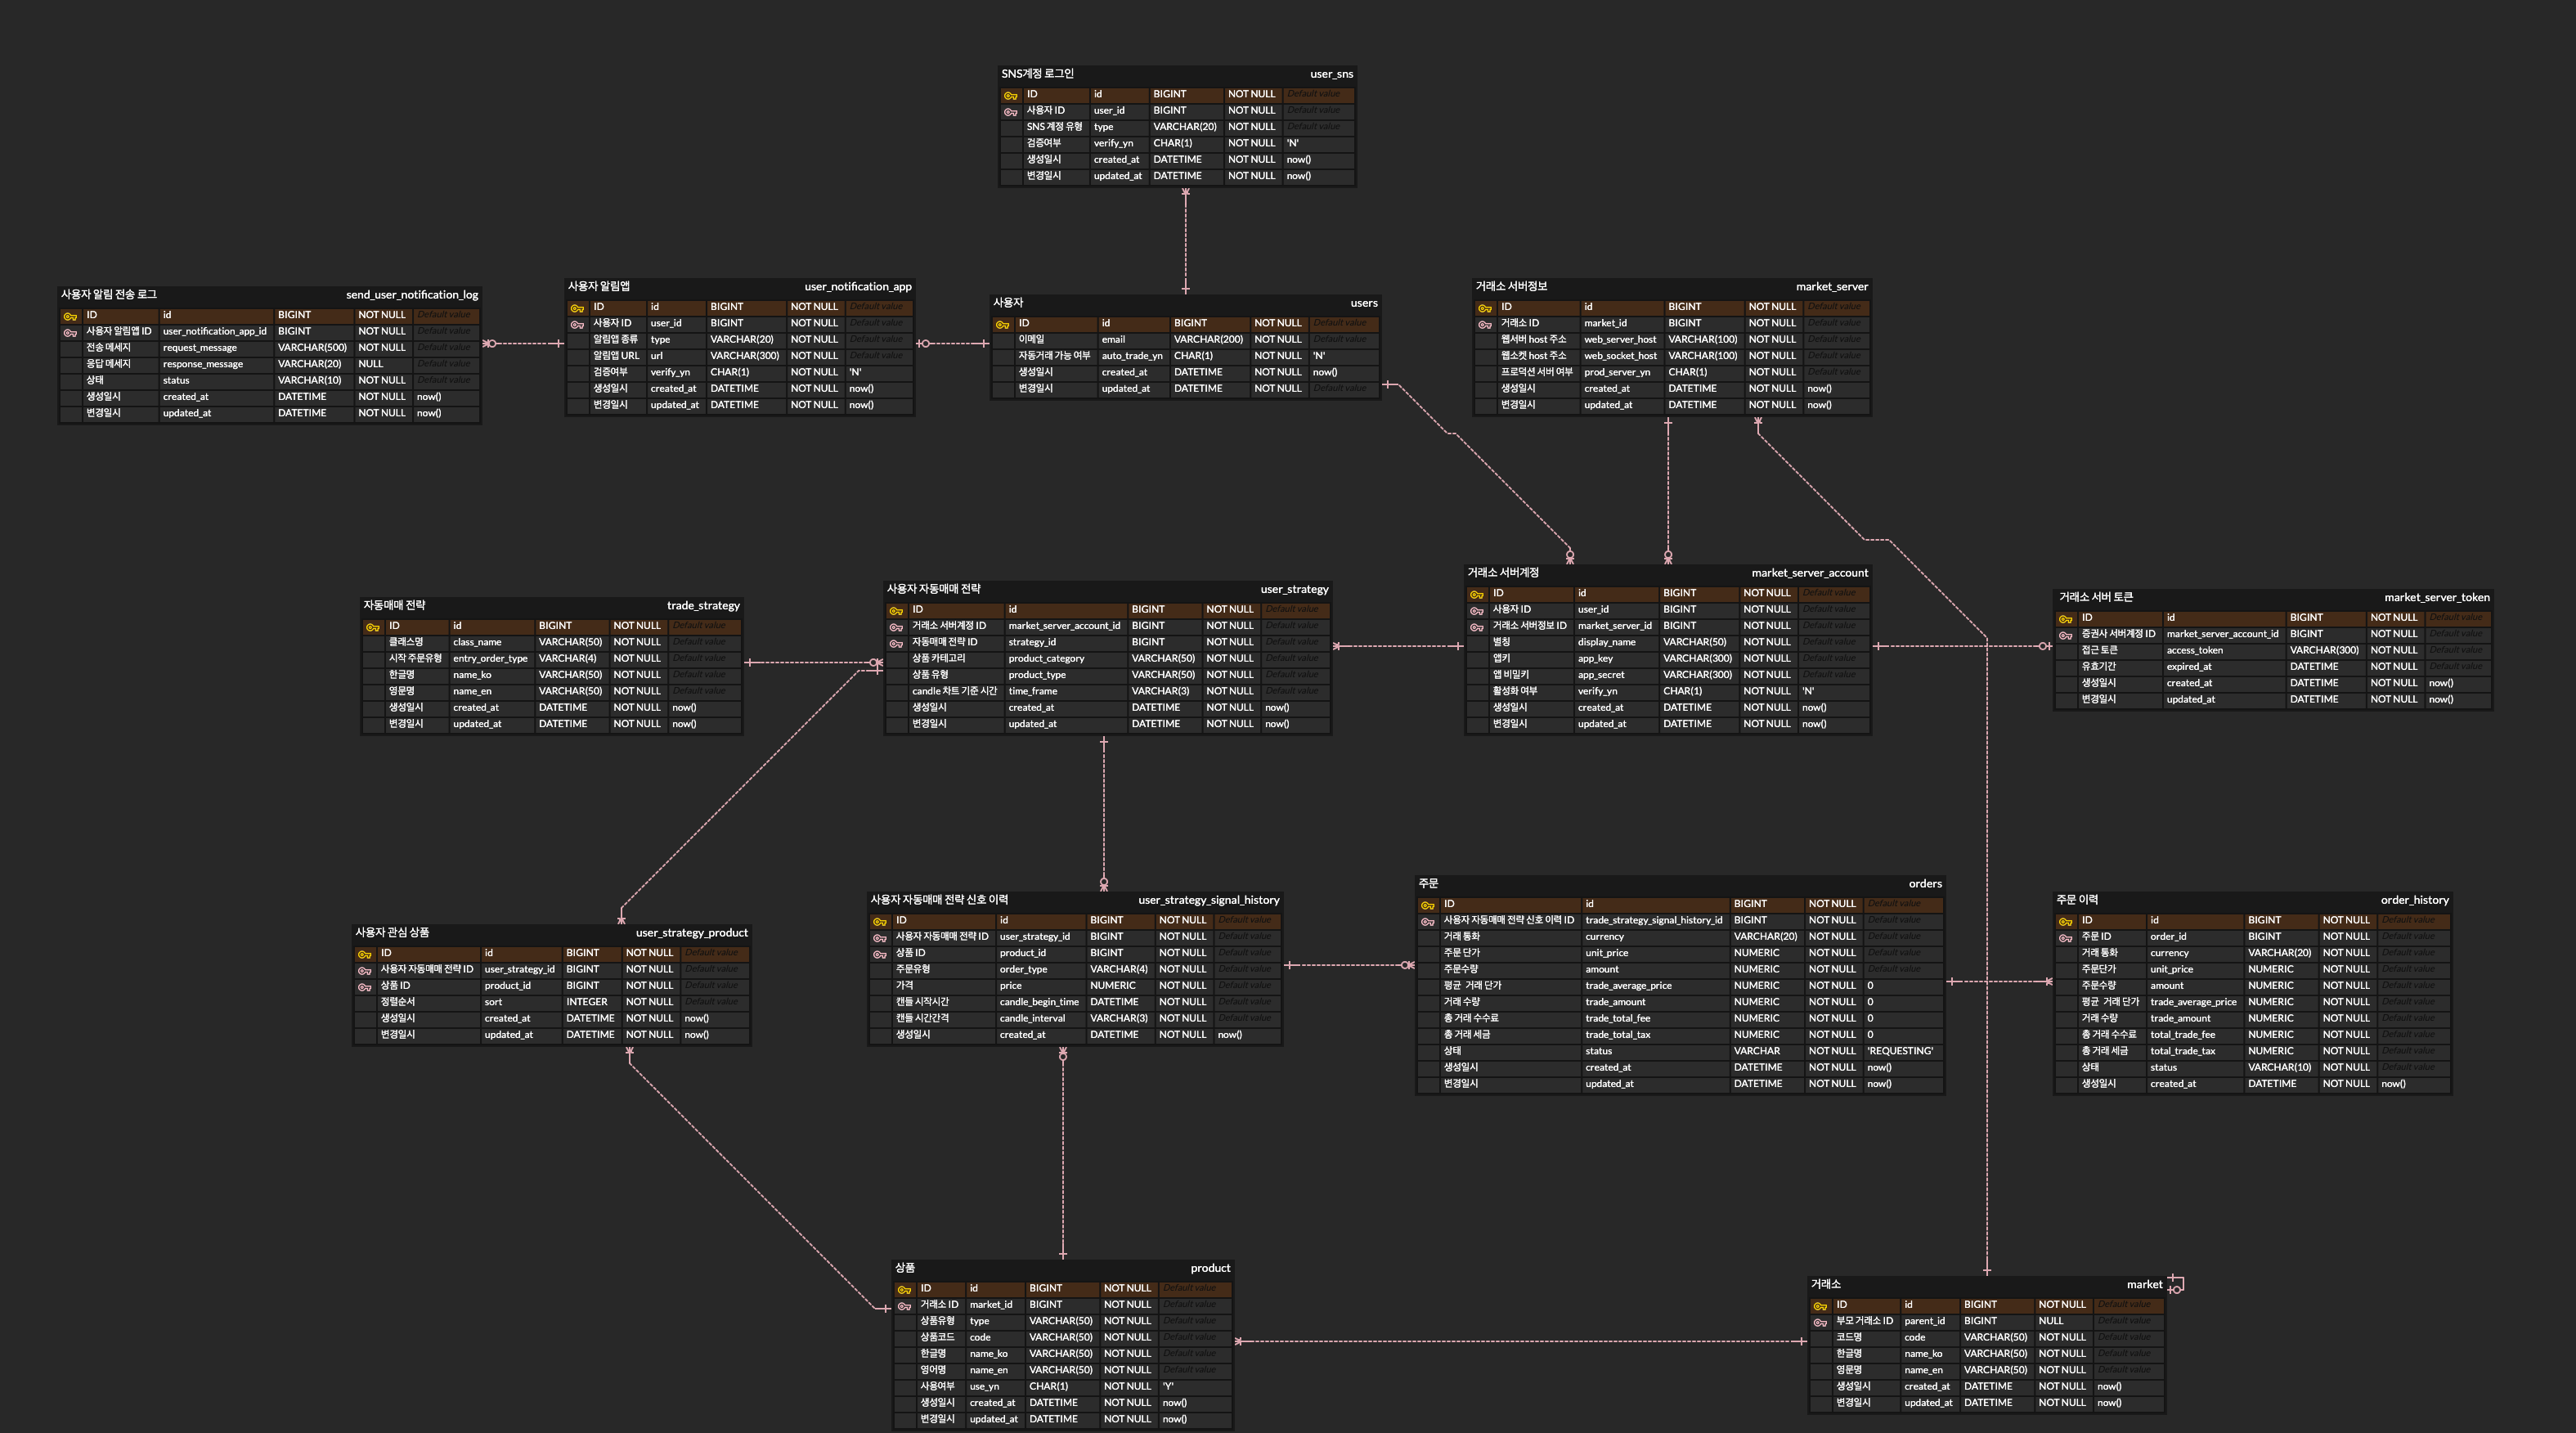 SNS계정 로그인 user_sns
ID id BIGINT NOT NULL Default value
사용자 ID user_id BIGINT NOT NULL Default value
SNS 계정 유형 type VARCHAR(20) NOT NULL Default value
검증여부 verify_yn CHAR(1) NOT NULL 'N'
생성일시 created_at DATETIME NOT NULL now()
변경일시 updated_at DATETIME NOT NULL now()
사용자 알림 전송 로그 send_user_notification_log
ID id BIGINT NOT NULL Default value
사용자 알림앱 ID user_notification_app_id BIGINT NOT NULL Default value
전송 메세지 request_message VARCHAR(500) NOT NULL Default value
응답 메세지 response_message VARCHAR(20) NULL Default value
상태 status VARCHAR(10) NOT NULL Default value
생성일시 created_at DATETIME NOT NULL now()
변경일시 updated_at DATETIME NOT NULL now()
사용자 알림앱 user_notification_app
ID id BIGINT NOT NULL Default value
사용자 ID user_id BIGINT NOT NULL Default value
알림앱 종류 type VARCHAR(20) NOT NULL Default value
알림앱 URL url VARCHAR(300) NOT NULL Default value
검증여부 verify_yn CHAR(1) NOT NULL 'N'
생성일시 created_at DATETIME NOT NULL now()
변경일시 updated_at DATETIME NOT NULL now()
사용자 users
ID id BIGINT NOT NULL Default value
이메일 email VARCHAR(200) NOT NULL Default value
자동거래 가능 여부 auto_trade_yn CHAR(1) NOT NULL 'N'
생성일시 created_at DATETIME NOT NULL now()
변경일시 updated_at DATETIME NOT NULL Default value
거래소 서버정보 market_server
ID id BIGINT NOT NULL Default value
거래소 ID market_id BIGINT NOT NULL Default value
웹서버 host 주소 web_server_host VARCHAR(100) NOT NULL Default value
웹소켓 host 주소 web_socket_host VARCHAR(100) NOT NULL Default value
프로덕션 서버 여부 prod_server_yn CHAR(1) NOT NULL Default value
생성일시 created_at DATETIME NOT NULL now()
변경일시 updated_at DATETIME NOT NULL now()
자동매매 전략 trade_strategy
ID id BIGINT NOT NULL Default value
클래스명 class_name VARCHAR(50) NOT NULL Default value
시작 주문유형 entry_order_type VARCHAR(4) NOT NULL Default value
한글명 name_ko VARCHAR(50) NOT NULL Default value
영문명 name_en VARCHAR(50) NOT NULL Default value
생성일시 created_at DATETIME NOT NULL now()
변경일시 updated_at DATETIME NOT NULL now()
사용자 자동매매 전략 user_strategy
ID id BIGINT NOT NULL Default value
거래소 서버계정 ID market_server_account_id BIGINT NOT NULL Default value
자동매매 전략 ID strategy_id BIGINT NOT NULL Default value
상품 카테고리 product_category VARCHAR(50) NOT NULL Default value
상품 유형 product_type VARCHAR(50) NOT NULL Default value
candle 차트 기준 시간 time_frame VARCHAR(3) NOT NULL Default value
생성일시 created_at DATETIME NOT NULL now()
변경일시 updated_at DATETIME NOT NULL now()
거래소 서버계정 market_server_account
ID id BIGINT NOT NULL Default value
사용자 ID user_id BIGINT NOT NULL Default value
거래소 서버정보 ID market_server_id BIGINT NOT NULL Default value
별칭 display_name VARCHAR(50) NOT NULL Default value
앱키 app_key VARCHAR(300) NOT NULL Default value
앱 비밀키 app_secret VARCHAR(300) NOT NULL Default value
활성화 여부 verify_yn CHAR(1) NOT NULL 'N'
생성일시 created_at DATETIME NOT NULL now()
변경일시 updated_at DATETIME NOT NULL now()
거래소 서버 토큰 market_server_token
ID id BIGINT NOT NULL Default value
증권사 서버계정 ID market_server_account_id BIGINT NOT NULL Default value
접근 토큰 access_token VARCHAR(300) NOT NULL Default value
유효기간 expired_at DATETIME NOT NULL Default value
생성일시 created_at DATETIME NOT NULL now()
변경일시 updated_at DATETIME NOT NULL now()
사용자 관심 상품 user_strategy_product
ID id BIGINT NOT NULL Default value
사용자 자동매매 전략 ID user_strategy_id BIGINT NOT NULL Default value
상품 ID product_id BIGINT NOT NULL Default value
정렬순서 sort INTEGER NOT NULL Default value
생성일시 created_at DATETIME NOT NULL now()
변경일시 updated_at DATETIME NOT NULL now()
사용자 자동매매 전략 신호 이력 user_strategy_signal_history
ID id BIGINT NOT NULL Default value
사용자 자동매매 전략 ID user_strategy_id BIGINT NOT NULL Default value
상품 ID product_id BIGINT NOT NULL Default value
주문유형 order_type VARCHAR(4) NOT NULL Default value
가격 price NUMERIC NOT NULL Default value
캔들 시작시간 candle_begin_time DATETIME NOT NULL Default value
캔들 시간간격 candle_interval VARCHAR(3) NOT NULL Default value
생성일시 created_at DATETIME NOT NULL now()
주문 orders
ID id BIGINT NOT NULL Default value
사용자 자동매매 전략 신호 이력 ID trade_strategy_signal_history_id BIGINT NOT NULL Default value
거래 통화 currency VARCHAR(20) NOT NULL Default value
주문 단가 unit_price NUMERIC NOT NULL Default value
주문수량 amount NUMERIC NOT NULL Default value
평균 거래 단가 trade_average_price NUMERIC NOT NULL 0
거래 수량 trade_amount NUMERIC NOT NULL 0
총 거래 수수료 trade_total_fee NUMERIC NOT NULL 0
총 거래 세금 trade_total_tax NUMERIC NOT NULL 0
상태 status VARCHAR NOT NULL 'REQUESTING'
생성일시 created_at DATETIME NOT NULL now()
변경일시 updated_at DATETIME NOT NULL now()
주문 이력 order_history
ID id BIGINT NOT NULL Default value
주문 ID order_id BIGINT NOT NULL Default value
거래 통화 currency VARCHAR(20) NOT NULL Default value
주문단가 unit_price NUMERIC NOT NULL Default value
주문수량 amount NUMERIC NOT NULL Default value
평균 거래 단가 trade_average_price NUMERIC NOT NULL Default value
거래 수량 trade_amount NUMERIC NOT NULL Default value
총 거래 수수료 total_trade_fee NUMERIC NOT NULL Default value
총 거래 세금 total_trade_tax NUMERIC NOT NULL Default value
상태 status VARCHAR(10) NOT NULL Default value
생성일시 created_at DATETIME NOT NULL now()
상품 product
ID id BIGINT NOT NULL Default value
거래소 ID market_id BIGINT NOT NULL Default value
상품유형 type VARCHAR(50) NOT NULL Default value
상품코드 code VARCHAR(50) NOT NULL Default value
한글명 name_ko VARCHAR(50) NOT NULL Default value
영어명 name_en VARCHAR(50) NOT NULL Default value
사용여부 use_yn CHAR(1) NOT NULL 'Y'
생성일시 created_at DATETIME NOT NULL now()
변경일시 updated_at DATETIME NOT NULL now()
거래소 market
ID id BIGINT NOT NULL Default value
부모 거래소 ID parent_id BIGINT NULL Default value
코드명 code VARCHAR(50) NOT NULL Default value
한글명 name_ko VARCHAR(50) NOT NULL Default value
영문명 name_en VARCHAR(50) NOT NULL Default value
생성일시 created_at DATETIME NOT NULL now()
변경일시 updated_at DATETIME NOT NULL now()